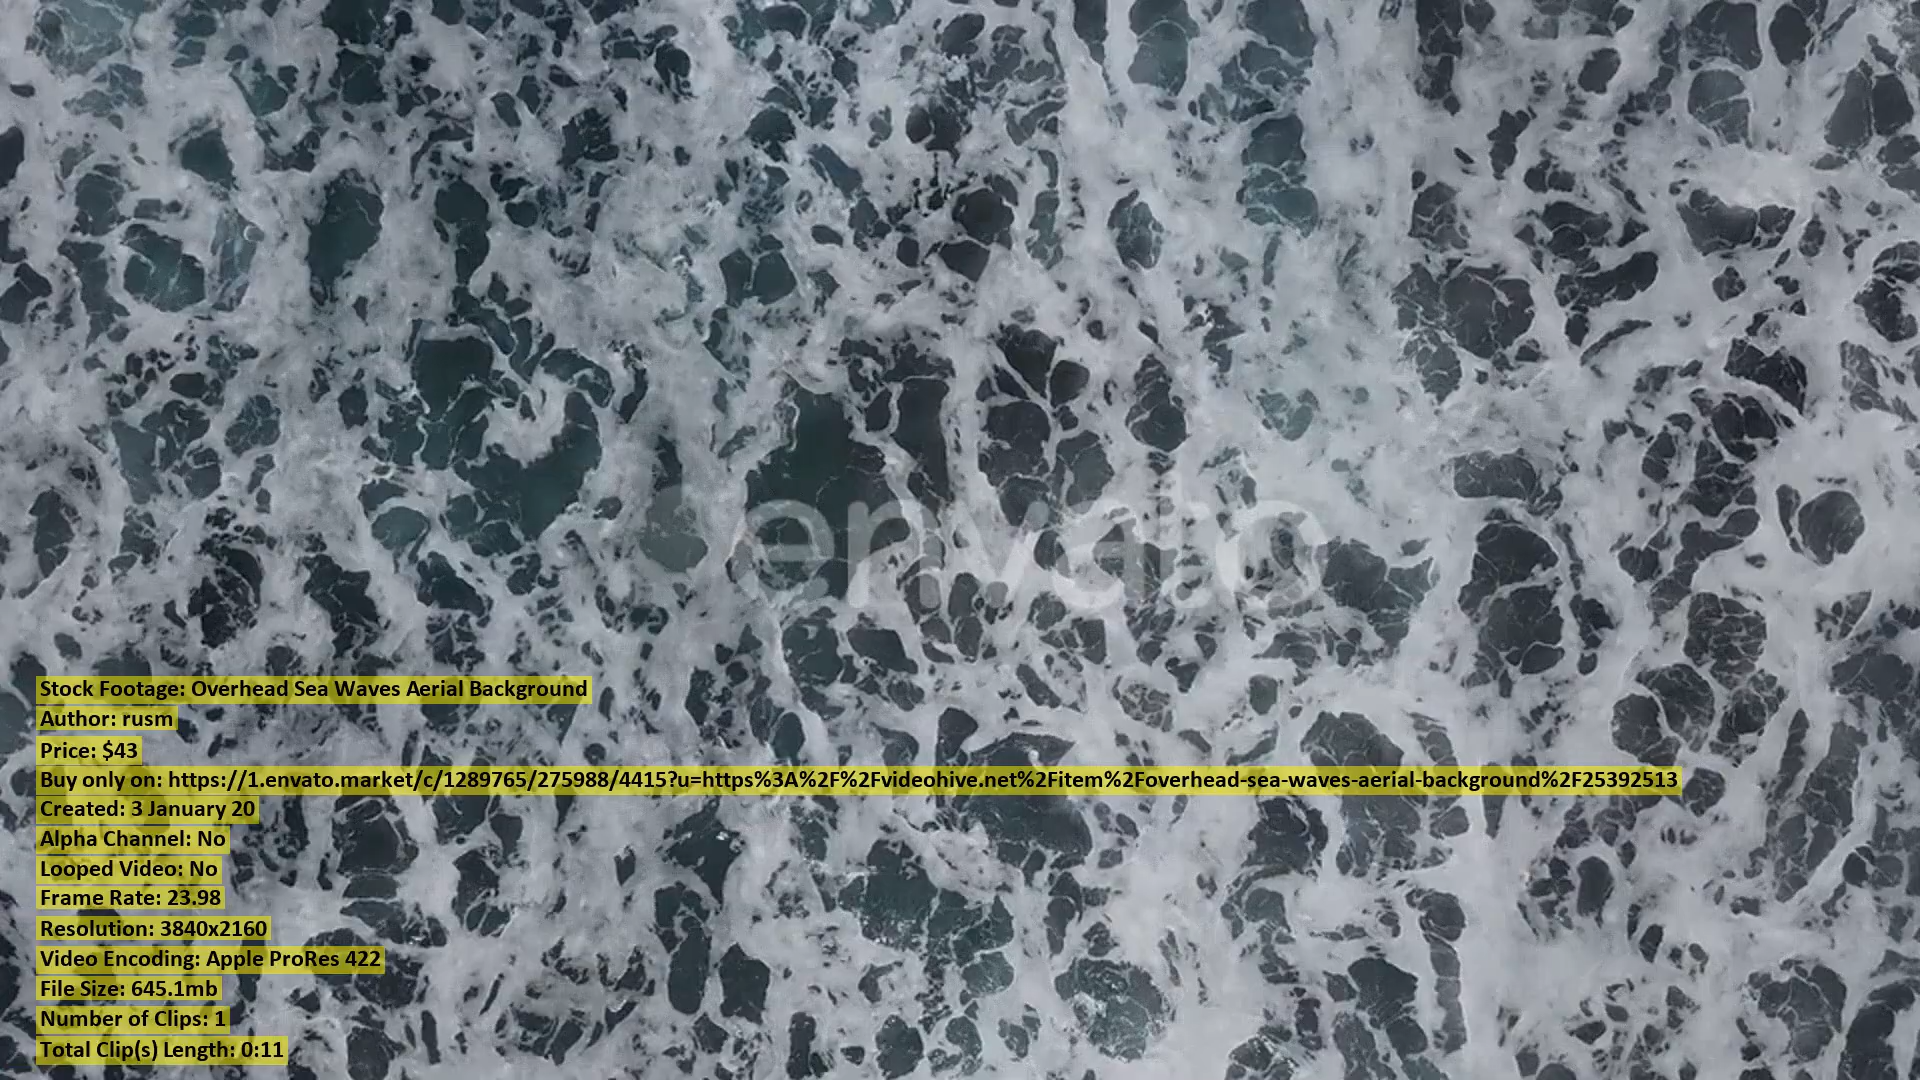 envato
Stock Footage: Overhead Sea Waves Aerial Background
Author: rusm
Price: $43
Buy only on: https://1.envato.market/c/1289765/275988/4415?u=https%3A%2F%2Fvideohive.net%2Fitem%2Foverhead-sea-waves-aerial-background%2F25392513
Created: 3 January 20
Alpha Channel: No
Looped Video: No
Frame Rate: 23.98
Resolution: 3840x2160
Video Encoding: Apple ProRes 422
File Size: 645.1mb
Number of Clips: 1
Total Clip(s) Length: 0:11